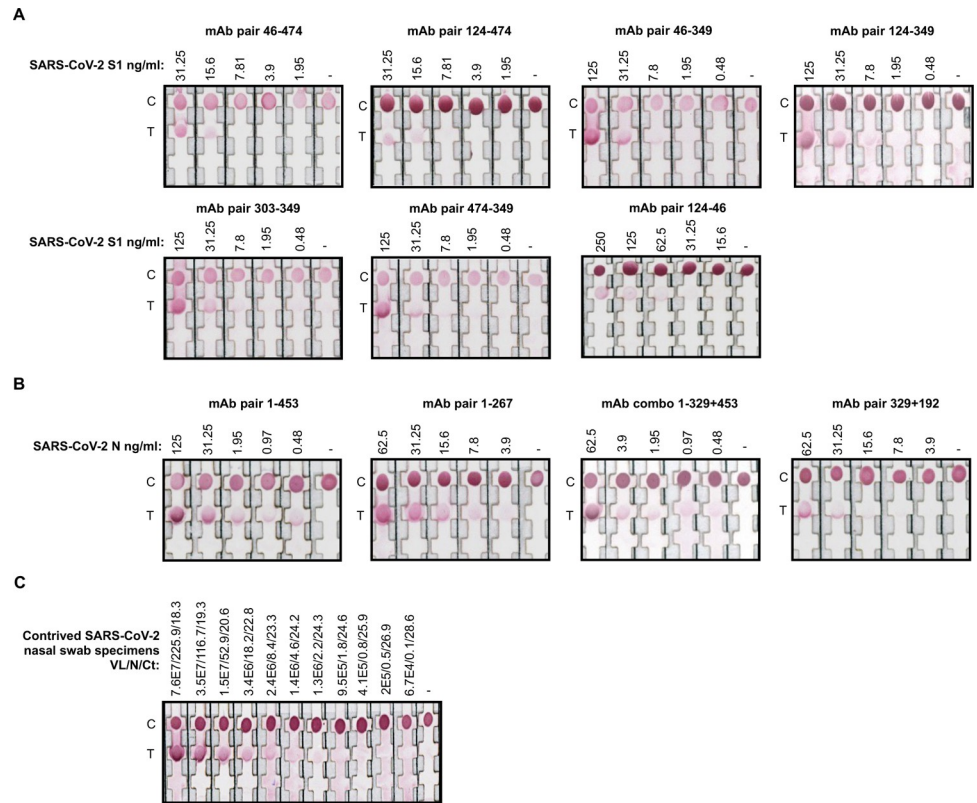 A
mAb pair 46-474
mAb pair 124-474
mAb pair 46-349
mAb pair 124-349
SARS-CoV-2 S1 ng/ml:
31.25 15.6 7.81 3.9 1.95 -
31.25 15.6 7.81 3.9 1.95 -
125 31.25 7.8 1.95 0.48 -
125 31.25 7.8 1.95 0.48 -
C
T
C
T
C
T
C
T
mAb pair 303-349
mAb pair 474-349
mAb pair 124-46
SARS-CoV-2 S1 ng/ml:
125 31.25 7.8 1.95 0.48 -
125 31.25 7.8 1.95 0.48 -
250 125 62.5 31.25 15.6 -
C
T
C
T
C
T
B
mAb pair 1-453
mAb pair 1-267
mAb combo 1-329+453
mAb pair 329+192
SARS-CoV-2 N ng/ml:
125 31.25 1.95 0.97 0.48 -
62.5 31.25 15.6 7.8 3.9 -
62.5 3.9 1.95 0.97 0.48 -
62.5 31.25 15.6 7.8 3.9 -
C
T
C
T
C
T
C
T
C
Contrived SARS-CoV-2
nasal swab specimens
VL/N/Ct:
7.6E7/225.9/18.3
3.5E7/116.7/19.3
1.5E7/52.9/20.6
3.4E6/18.2/22.8
2.4E6/8.4/23.3
1.4E6/4.6/24.2
1.3E6/2.2/24.3
9.5E5/1.8/24.6
4.1E5/0.8/25.9
2E5/0.5/26.9
6.7E4/0.1/28.6
-
C
T